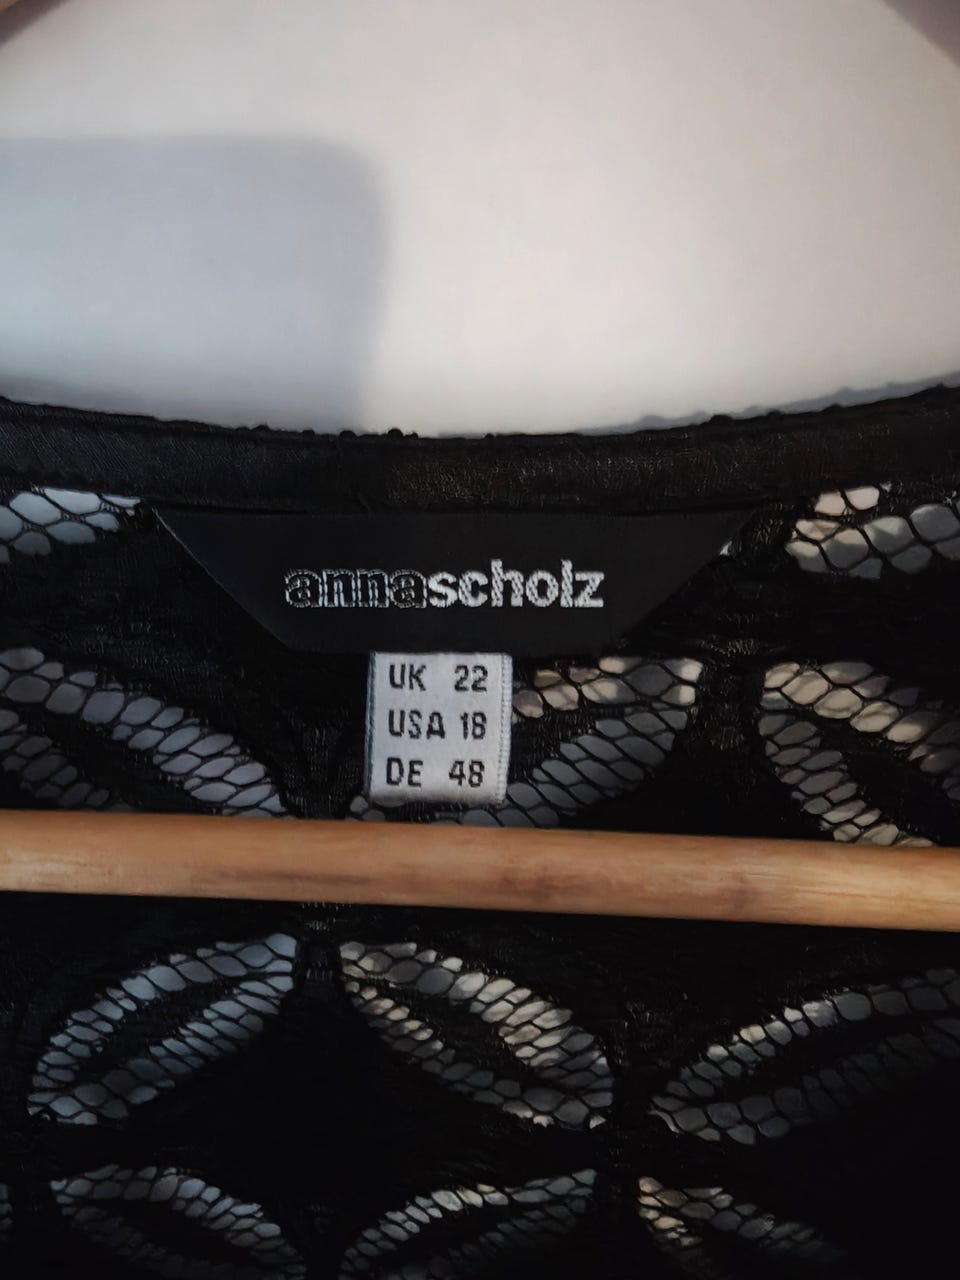 annascholz
UK 22
USA 18
DE 48